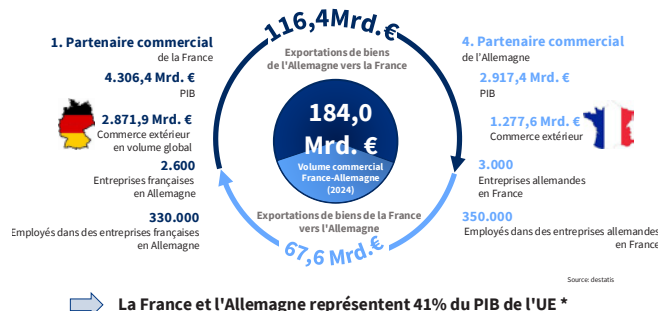 116,4Mrd.€
Exportations de biens
de l'Allemagne vers la France
1. Partenaire commercial
de la France
4.306,4 Mrd. €
PIB
2.871,9 Mrd. €
Commerce extérieur
en volume global
2.600
Entreprises françaises
en Allemagne
330.000
Employés dans des entreprises françaises
en Allemagne
184,0
Mrd. €
Volume commercial
France-Allemagne
(2024)
4. Partenaire commercial
de l'Allemagne
2.917,4 Mrd. €
PIB
1.277,6 Mrd. €
Commerce extérieur
3.000
Entreprises allemandes
en France
350.000
Employés dans des entreprises allemandes
en France
Exportations de biens de la France
vers l'Allemagne
67,6 Mrd.€
Source: destatis
La France et l'Allemagne représentent 41% du PIB de l'UE *